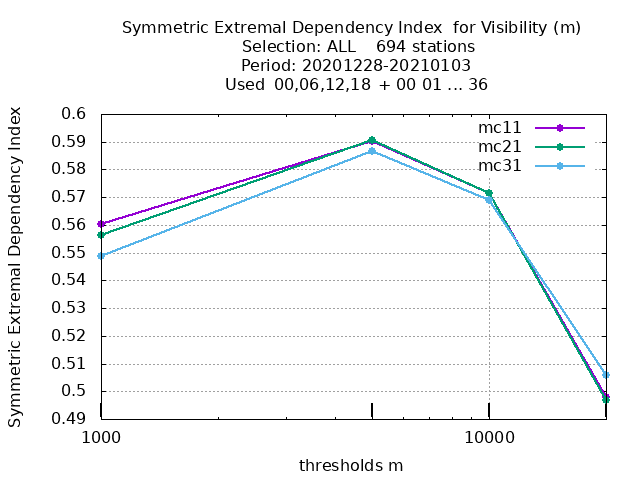 Symmetric Extremal Dependency Index  for Visibility (m)
Selection: ALL    694 stations
Period: 20201228-20210103
Used  00,06,12,18 + 00 01 ... 36
Symmetric Extremal Dependency Index
0.6
0.59
0.58
0.57
0.56
0.55
0.54
0.53
0.52
0.51
0.5
0.49
mc11
mc21
mc31
1000
10000
thresholds m